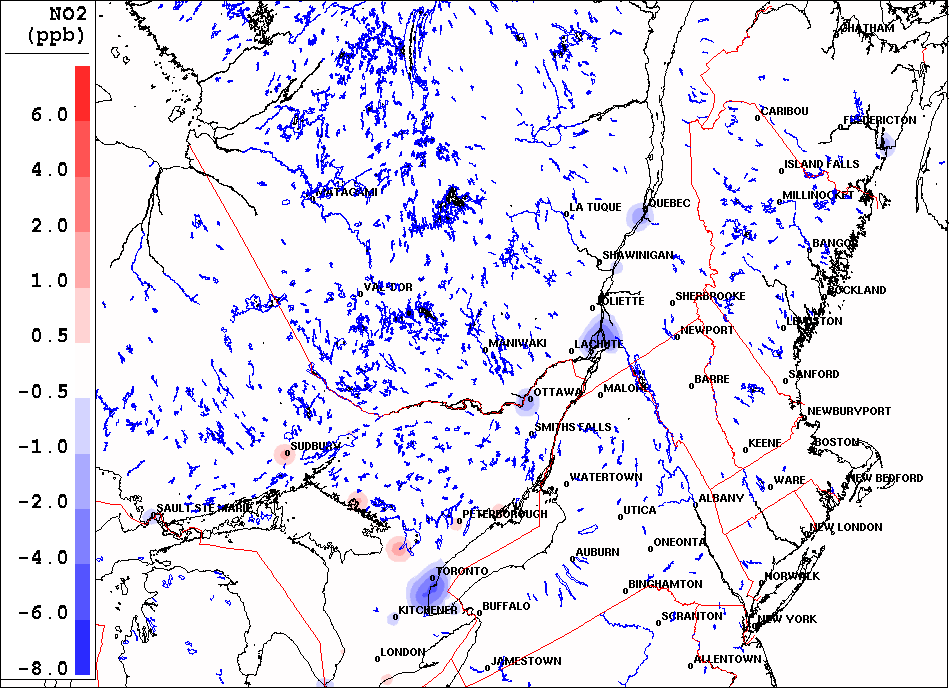 NO2
(ppb)
6.0
4.0
2.0
1.0
0.5
-0.5
-1.0
-2.0
-4.0
-6.0
-8.0
CHATHAM
CARIBOU
FREDERICTON
ISLAND FALLS
MATAGAMI
MILLINOCKET
LA TUQUE
QUEBEC
BANGOR
SHAWINIGAN
VAL-DOR
ROCKLAND
JOLIETTE
SHERBROOKE
LEWISTON
NEWPORT
MANIWAKI
LACHUTE
BARRE
SANFORD
OTTAWA
MALONE
NEWBURYPORT
SMITHS FALLS
SUDBURY
KEENE
BOSTON
WATERTOWN
WARE
NEW BEDFORD
ALBANY
SAULT STE MARIE
PETERBOROUGH
UTICA
NEW LONDON
ONEONTA
AUBURN
TORONTO
NORWALK
BINGHAMTON
KITCHENER
BUFFALO
SCRANTON
NEW YORK
LONDON
JAMESTOWN
ALLENTOWN